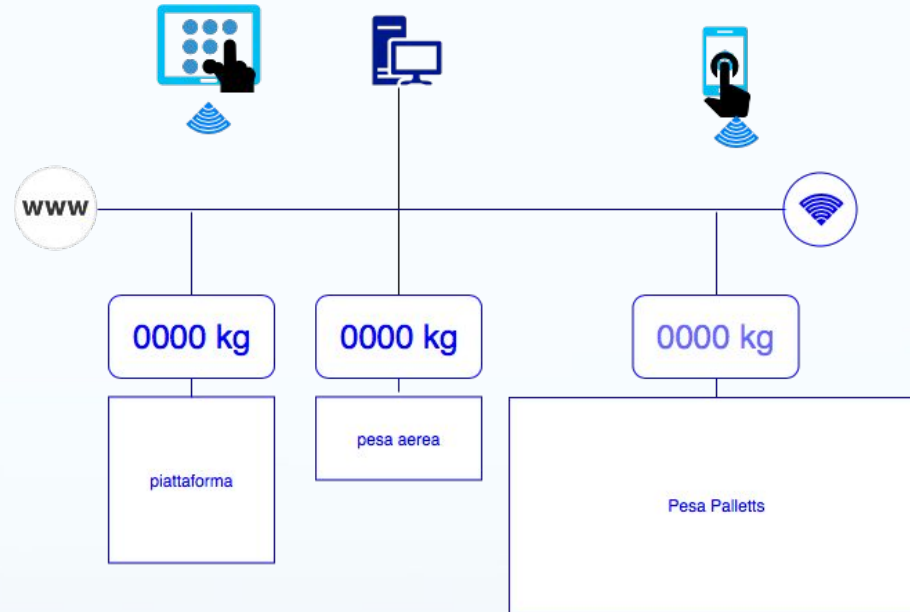 www
0000 kg
0000 kg
0000 kg
piattaforma
pesa aerea
Pesa Palletts